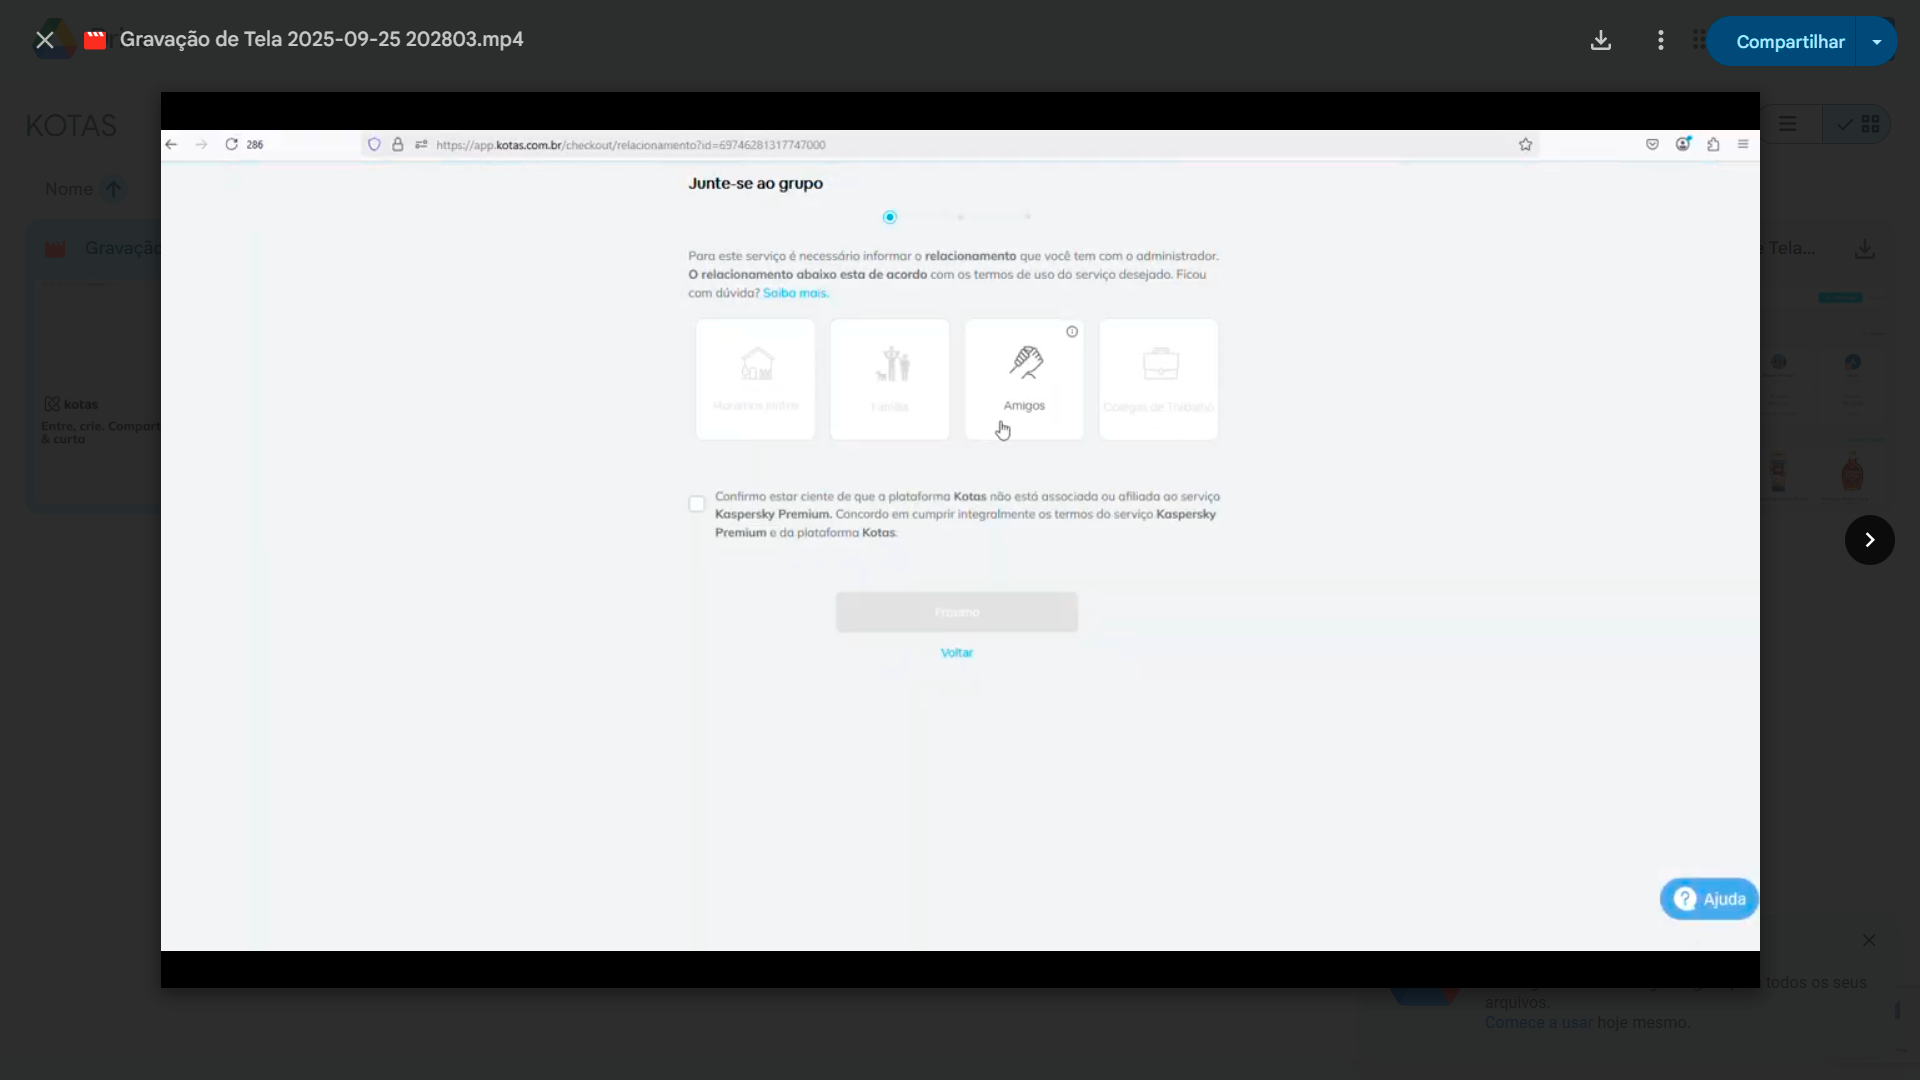 Gravação de Tela 2025-09-25 202803.mp4
Compartilhar
KOTAS
Nome
Gravação
e Tela...
286
https://app.kotas.com.br/checkout/relacionamento?id=69746281317747000
Junte-se ao grupo
Para este serviço é necessário informar o relacionamento que você tem com o administrador.
O relacionamento abaixo esta de acordo com os termos de uso do serviço desejado. Ficou
com dúvida? Saiba mais.
Moramos juntos
Família
Amigos
Colegas de Trabalho
Confirmo estar ciente de que a plataforma Kotas não está associada ou afiliada ao serviço
Kaspersky Premium. Concordo em cumprir integralmente os termos do serviço Kaspersky
Premium e da plataforma Kotas.
Próximo
Voltar
kotas
Entre, crie. Compart
& curta
Ajuda
todos os seus
arquivos.
Comece a usar hoje mesmo.